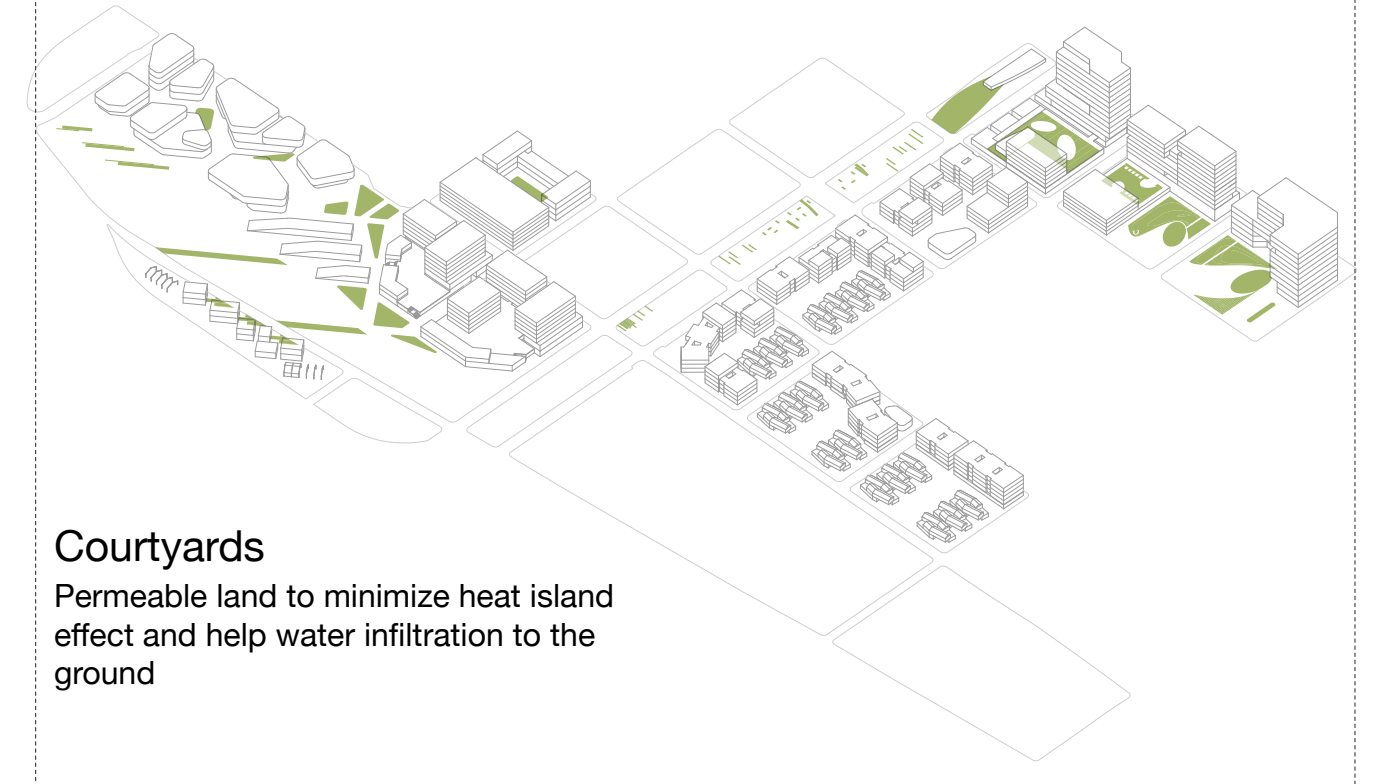 Courtyards
Permeable land to minimize heat island
effect and help water infiltration to the
ground